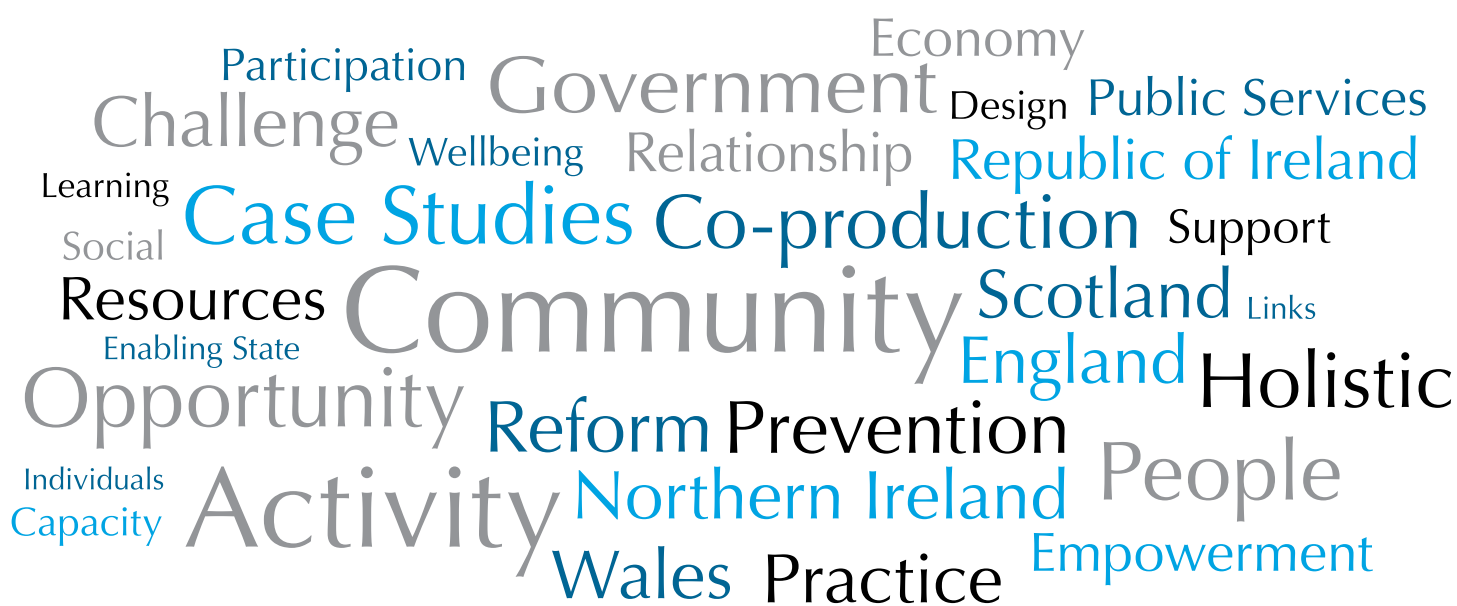 Economy
Participation
Government
Challenge
Design
Public Services
Wellbeing
Relationship
Republic of Ireland
Learning
Case Studies
Co-production
Support
Social
Resources
Community
Scotland
Links
Enabling State
England
Holistic
Opportunity
Reform
Prevention
People
Individuals
Activity
Northern Ireland
Capacity
Wales
Practice
Empowerment